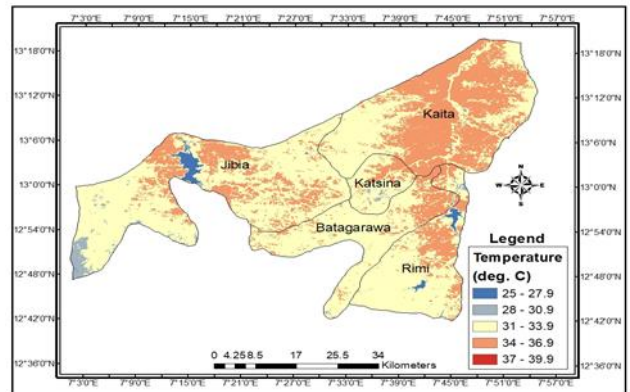 7°3'0"E 7°9'0"E 7°15'0"E 7°21'0"E 7°27'0"E 7°33'0"E 7°39'0"E 7°45'0"E 7°51'0"E 7°57'0"E
13°18'0"N 13°18'0"N
13°12'0"N 13°12'0"N
Kaita
13°6'0"N 13°6'0"N
Jibia
Katsina
N
W E
S
13°0'0"N 13°0'0"N
12°54'0"N 12°54'0"N
Batagarawa
Rimi
12°48'0"N 12°48'0"N
12°42'0"N 12°42'0"N
12°36'0"N 12°36'0"N
Legend
Temperature
(deg. C)
25 - 27.9
28 - 30.9
31 - 33.9
34 - 36.9
37 - 39.9
0 4.25 8.5 17 25.5 34
Kilometers
7°3'0"E 7°9'0"E 7°15'0"E 7°21'0"E 7°27'0"E 7°33'0"E 7°39'0"E 7°45'0"E 7°51'0"E 7°57'0"E